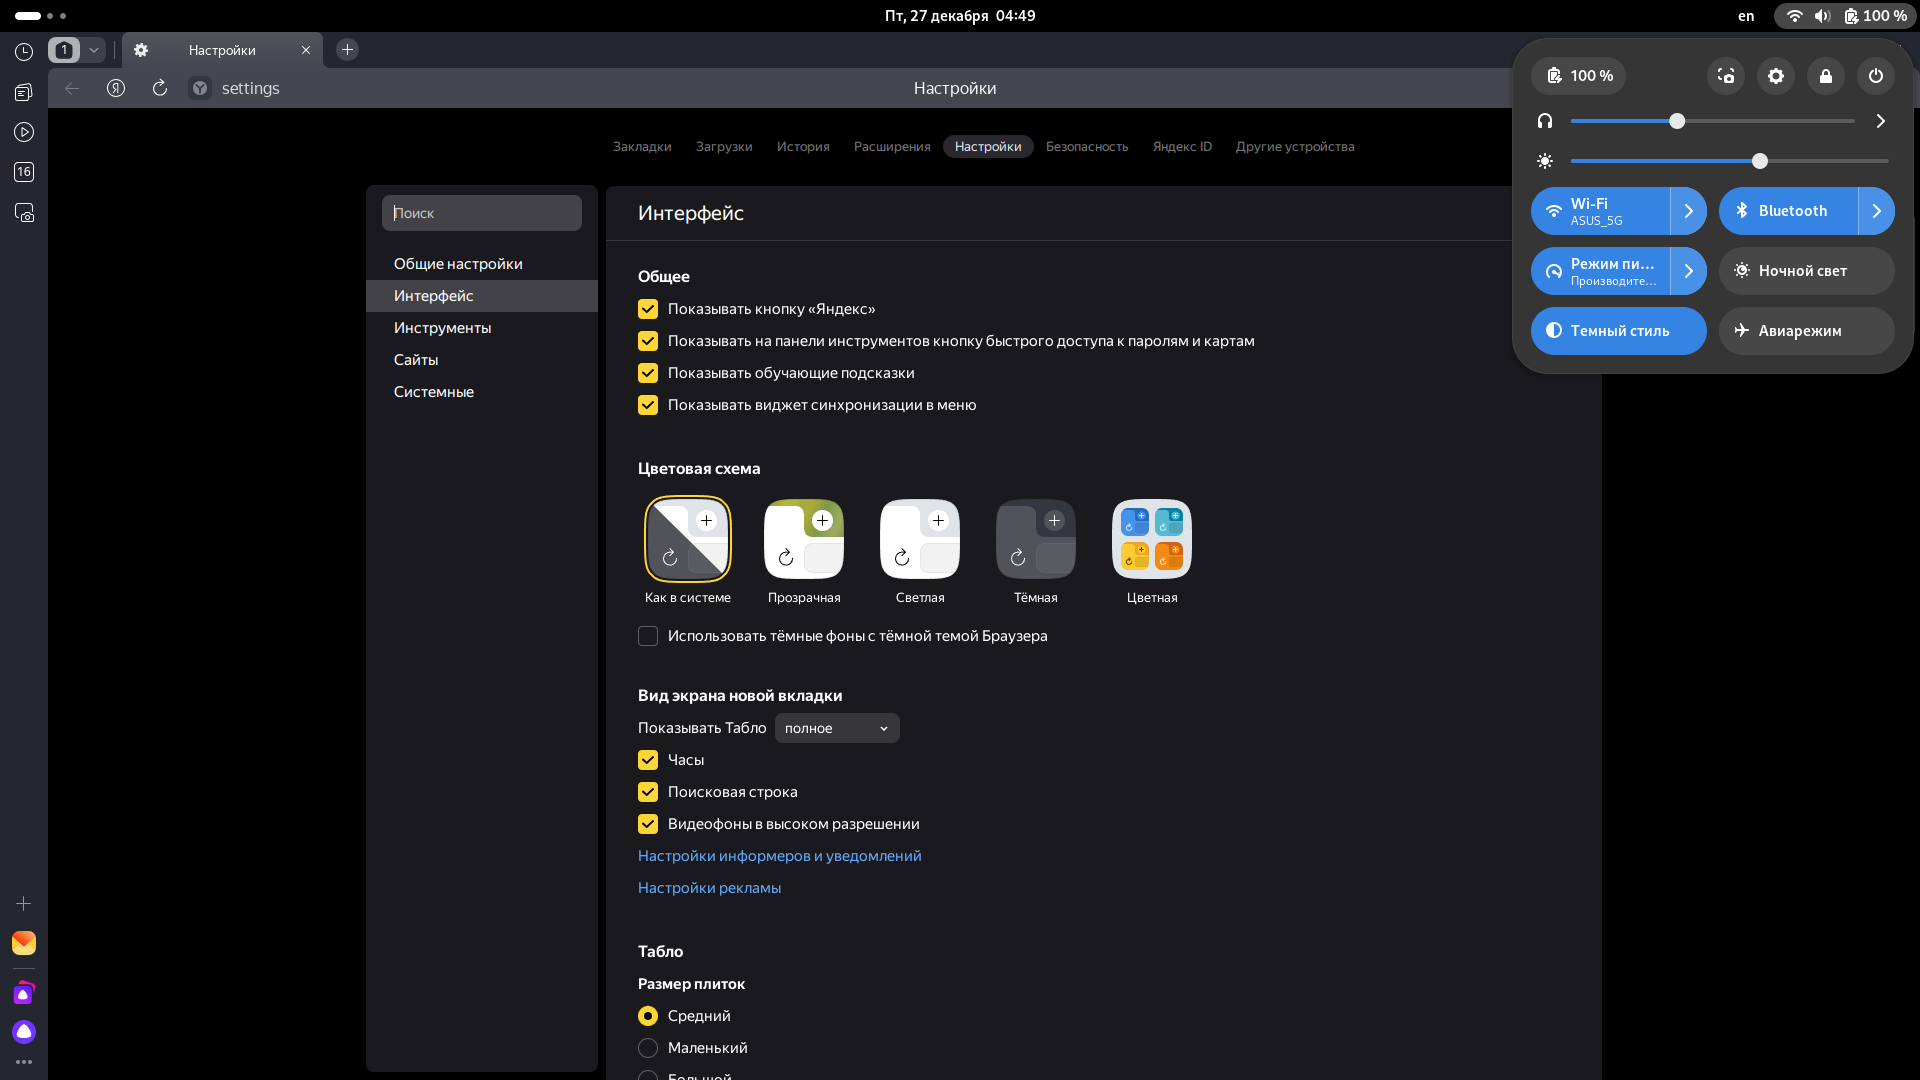 Пт, 27 декабря 04:49
en
100 %
1
Настройки
settings
Настройки
16
Закладки
Загрузки
История
Расширения
Настройки
Безопасность
Яндекс ID
Другие устройства
Поиск
Общие настройки
Интерфейс
Инструменты
Сайты
Системные
Интерфейс
Общее
Показывать кнопку «Яндекс»
Показывать на панели инструментов кнопку быстрого доступа к паролям и картам
Показывать обучающие подсказки
Показывать виджет синхронизации в меню
Цветовая схема
Как в системе
Прозрачная
Светлая
Тёмная
Цветная
Использовать тёмные фоны с тёмной темой Браузера
Вид экрана новой вкладки
Показывать Табло
полное
Часы
Поисковая строка
Видеофоны в высоком разрешении
Настройки информеров и уведомлений
Настройки рекламы
Табло
Размер плиток
Средний
Маленький
Большой
100 %
Wi-Fi
ASUS_5G
Bluetooth
Режим пи...
Производите...
Ночной свет
Темный стиль
Авиарежим